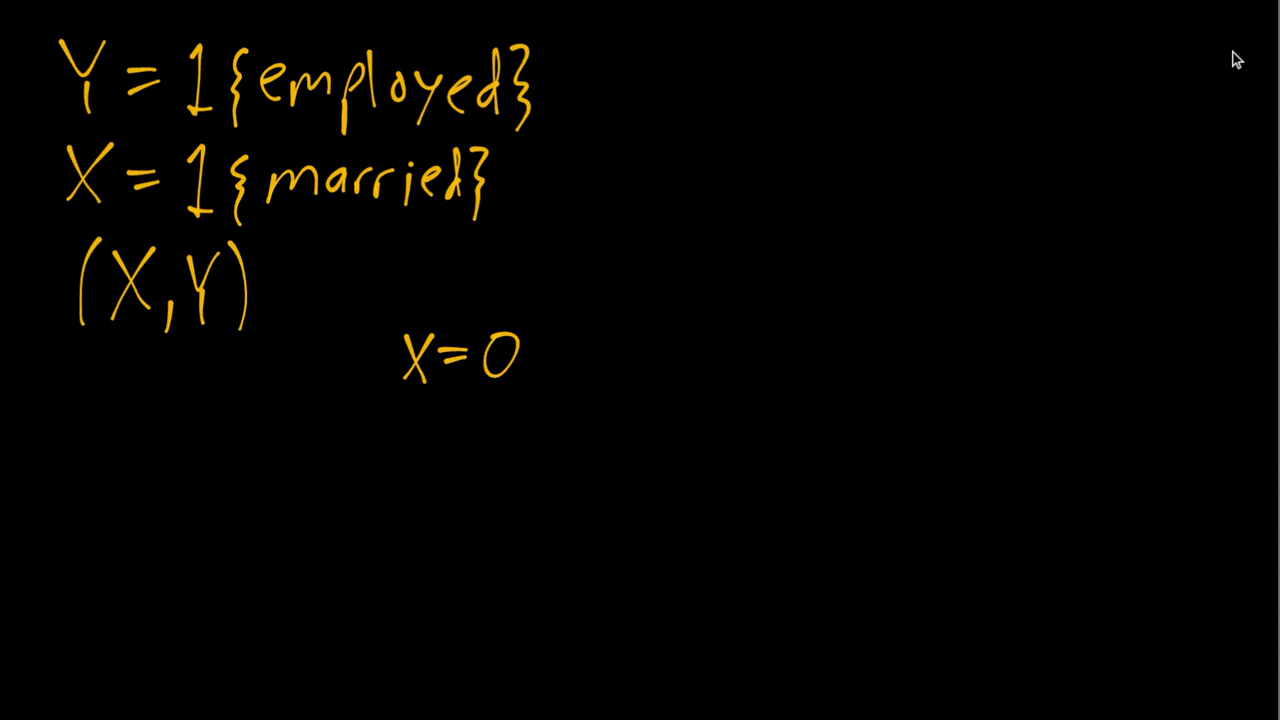 Y = 1{employed}
X = 1{married}
(X,Y)
X = 0